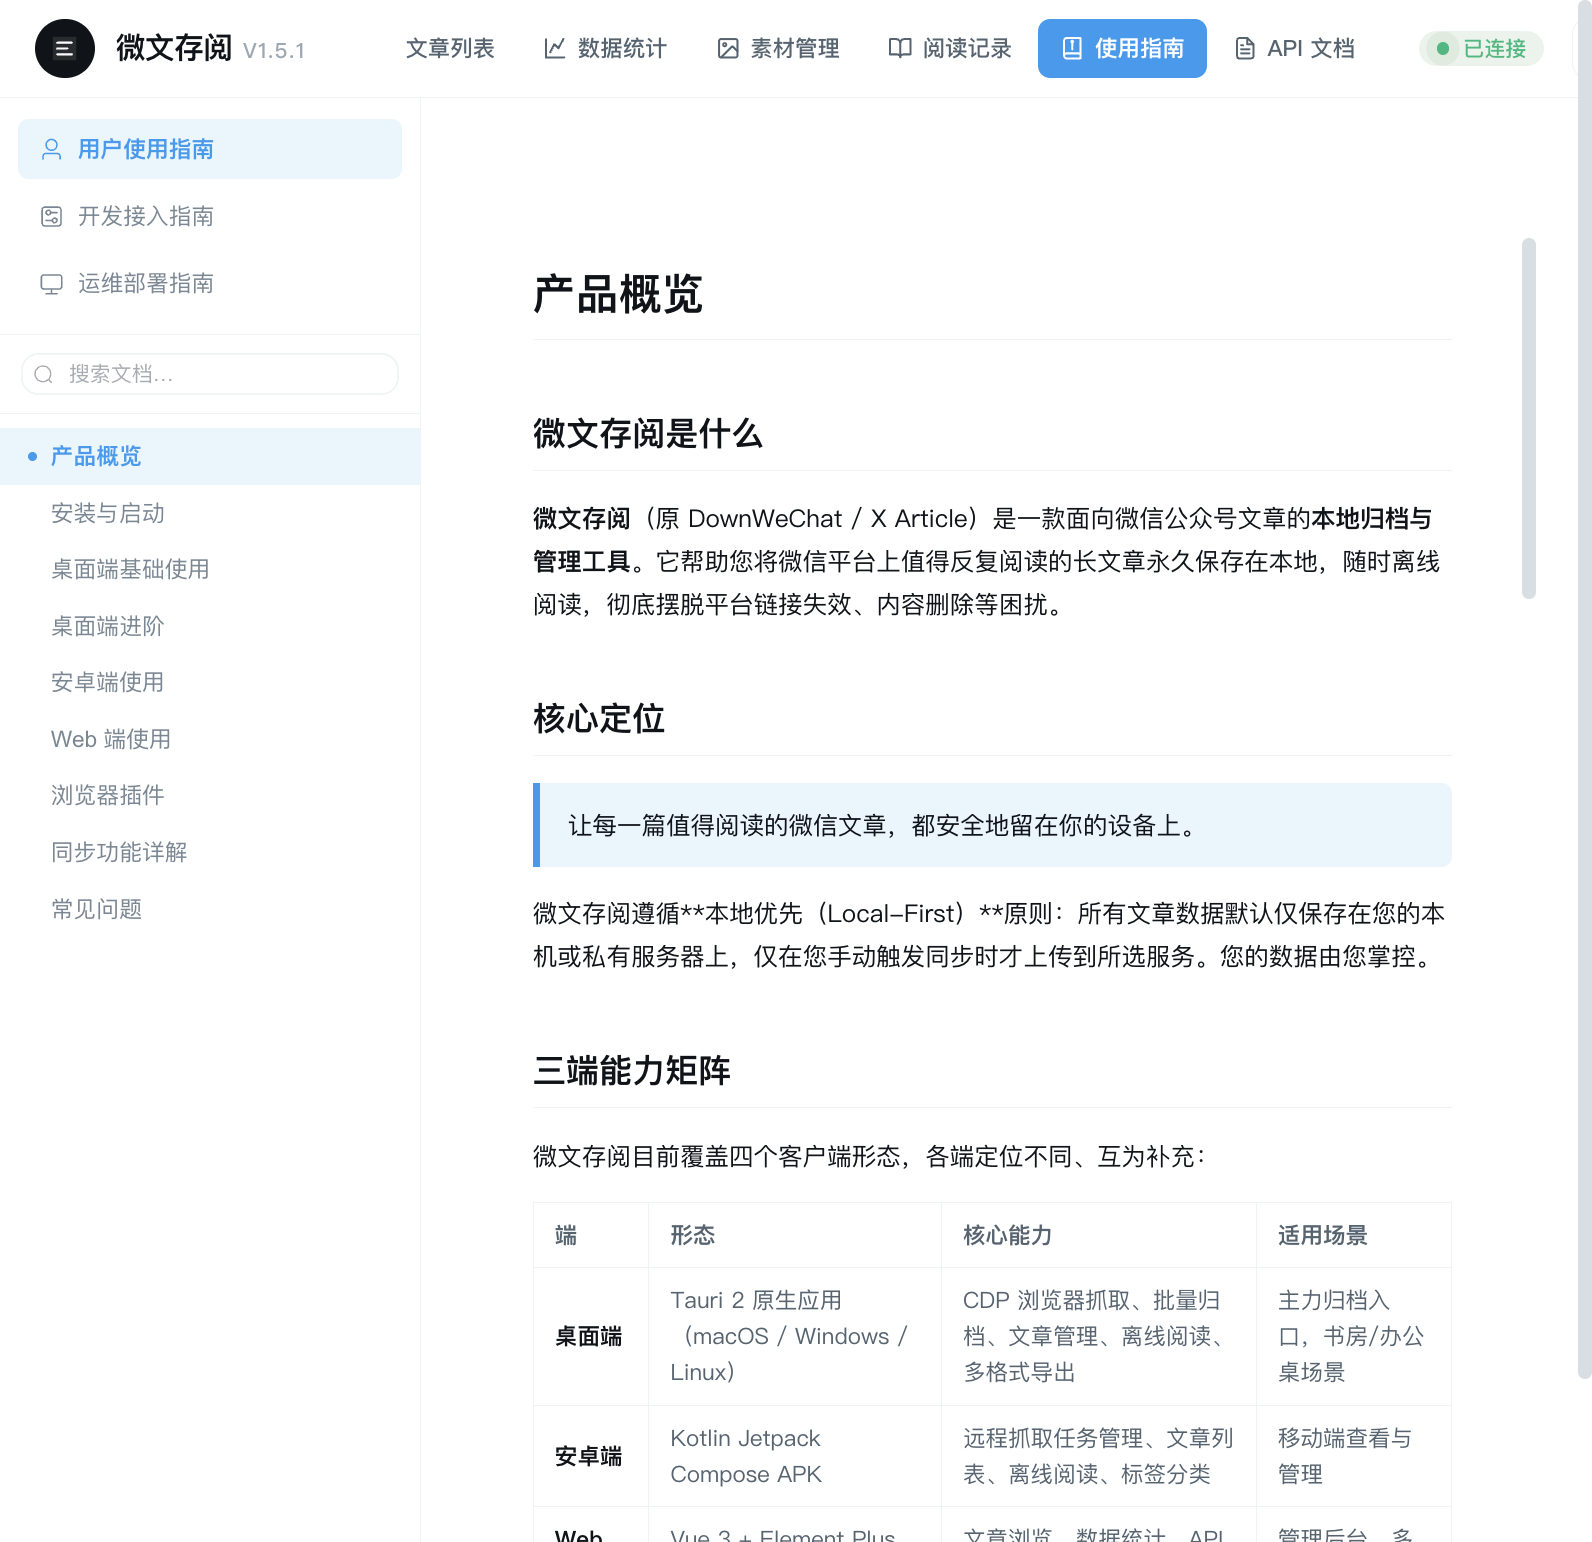 微文存阅 V1.5.1
文章列表
数据统计
素材管理
阅读记录
使用指南
API 文档
已连接
用户使用指南
开发接入指南
运维部署指南
搜索文档...
产品概览
安装与启动
桌面端基础使用
桌面端进阶
安卓端使用
Web 端使用
浏览器插件
同步功能详解
常见问题
产品概览
微文存阅是什么
微文存阅（原 DownWeChat / X Article）是一款面向微信公众号文章的本地归档与
管理工具。它帮助您将微信平台上值得反复阅读的长文章永久保存在本地，随时离线
阅读，彻底摆脱平台链接失效、内容删除等困扰。
核心定位
让每一篇值得阅读的微信文章，都安全地留在你的设备上。
微文存阅遵循**本地优先（Local-First）**原则：所有文章数据默认仅保存在您的本
机或私有服务器上，仅在您手动触发同步时才上传到所选服务。您的数据由您掌控。
三端能力矩阵
微文存阅目前覆盖四个客户端形态，各端定位不同、互为补充：
端
形态
核心能力
适用场景
桌面端
Tauri 2 原生应用
（macOS / Windows /
Linux）
CDP 浏览器抓取、批量归
档、文章管理、离线阅读、
多格式导出
主力归档入
口，书房/办公
桌场景
安卓端
Kotlin Jetpack
Compose APK
远程抓取任务管理、文章列
表、离线阅读、标签分类
移动端查看与
管理
Web
Vue 3 + Element Plus
文章浏览、数据统计、API
管理后台、多